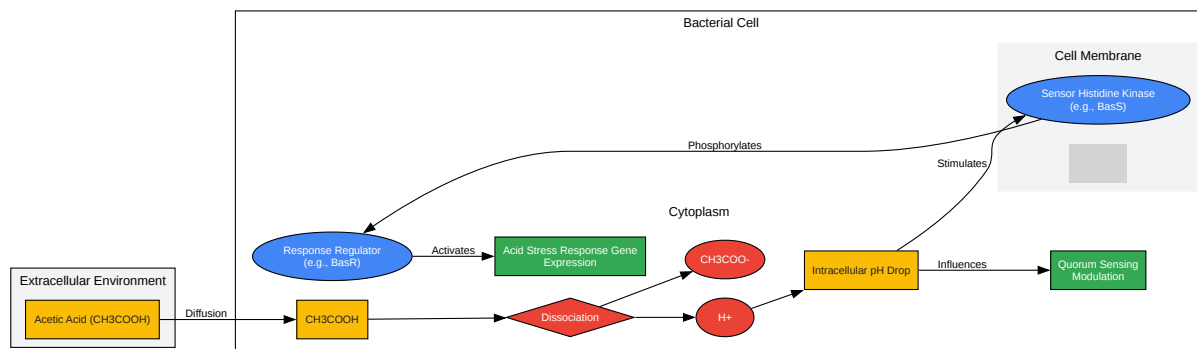 Bacterial Cell
Cell Membrane
Sensor Histidine Kinase
(e.g., BasS)
Phosphorylates
Stimulates
Cytoplasm
Response Regulator
(e.g., BasR)
Activates
Acid Stress Response Gene
Expression
CH3COO-
Intracellular pH Drop
Influences
Quorum Sensing
Modulation
Extracellular Environment
Acetic Acid (CH3COOH)
Diffusion
CH3COOH
Dissociation
H+